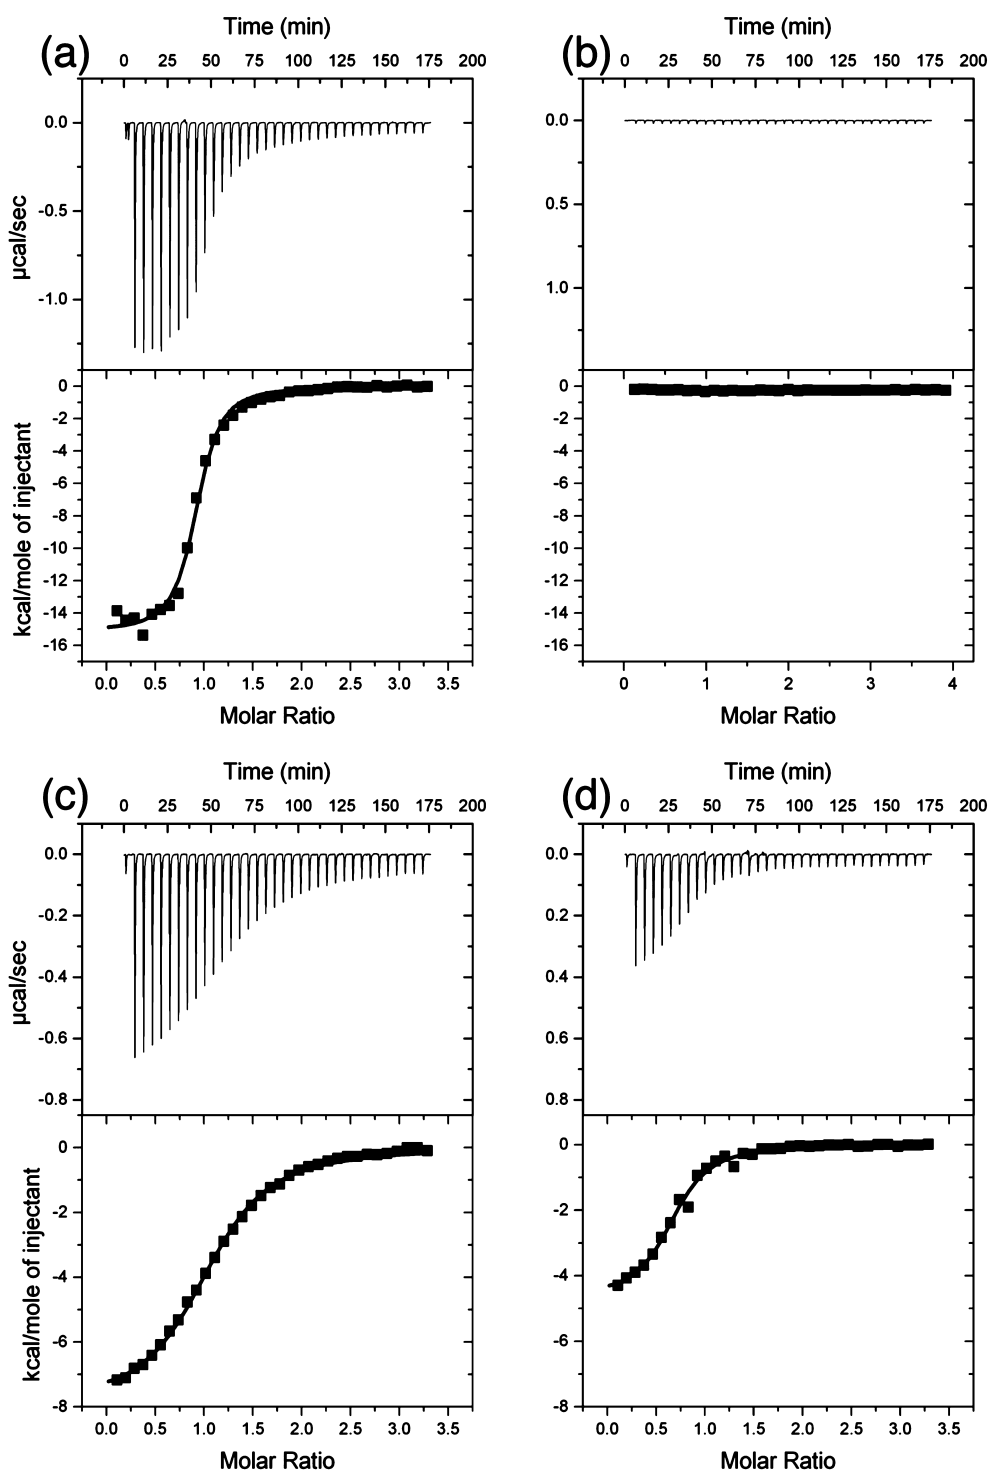 Time (min)
(a)
0 25 50 75 100 125 150 175 200
0.0
-0.5
-1.0
µcal/sec
0
-2
-4
-6
-8
-10
-12
-14
-16
kcal/mole of injectant
0.0 0.5 1.0 1.5 2.0 2.5 3.0 3.5
Molar Ratio
Time (min)
(b)
0 25 50 75 100 125 150 175 200
0.0
0.5
1.0
0
-2
-4
-6
-8
-10
-12
-14
-16
0 1 2 3 4
Molar Ratio
Time (min)
(c)
0 25 50 75 100 125 150 175 200
0.0
-0.2
-0.4
-0.6
-0.8
µcal/sec
0
-2
-4
-6
-8
kcal/mole of injectant
0.0 0.5 1.0 1.5 2.0 2.5 3.0 3.5
Molar Ratio
Time (min)
(d)
0 25 50 75 100 125 150 175 200
0.0
0.2
0.4
0.6
0.8
0
-2
-4
-6
-8
0.0 0.5 1.0 1.5 2.0 2.5 3.0 3.5
Molar Ratio